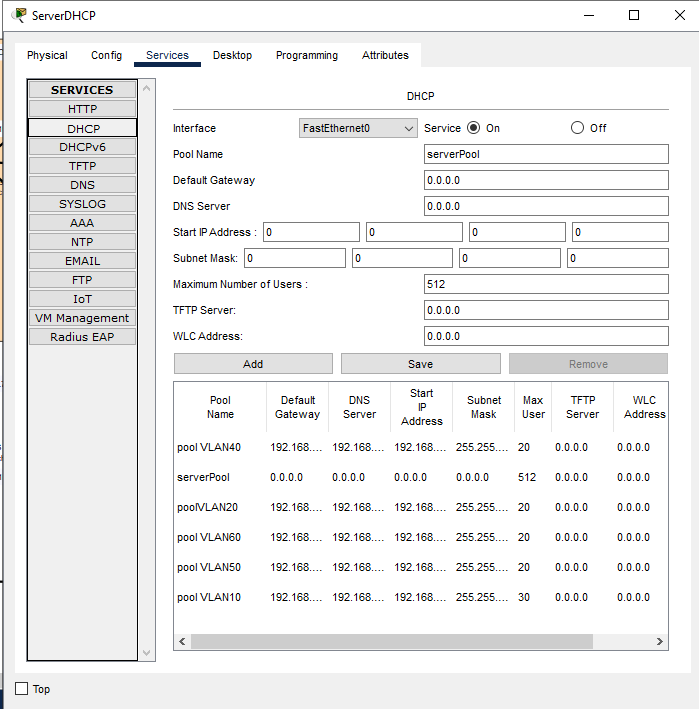 ServerDHCP
Physical Config Services Desktop Programming Attributes
SERVICES
HTTP
DHCP
DHCPv6
TFTP
DNS
SYSLOG
AAA
NTP
EMAIL
FTP
IoT
VM Management
Radius EAP
DHCP
Interface FastEthernet0 Service On Off
Pool Name serverPool
Default Gateway 0.0.0.0
DNS Server 0.0.0.0
Start IP Address : 0 0 0 0
Subnet Mask: 0 0 0 0
Maximum Number of Users : 512
TFTP Server: 0.0.0.0
WLC Address: 0.0.0.0
Add Save Remove
Pool Name Default Gateway DNS Server Start IP Address Subnet Mask Max User TFTP Server WLC Address
pool VLAN40 192.168.... 192.168.... 192.168.... 255.255.... 20 0.0.0.0 0.0.0.0
serverPool 0.0.0.0 0.0.0.0 0.0.0.0 0.0.0.0 512 0.0.0.0 0.0.0.0
poolVLAN20 192.168.... 192.168.... 192.168.... 255.255.... 20 0.0.0.0 0.0.0.0
pool VLAN60 192.168.... 192.168.... 192.168.... 255.255.... 20 0.0.0.0 0.0.0.0
pool VLAN50 192.168.... 192.168.... 192.168.... 255.255.... 20 0.0.0.0 0.0.0.0
pool VLAN10 192.168.... 192.168.... 192.168.... 255.255.... 30 0.0.0.0 0.0.0.0
Top